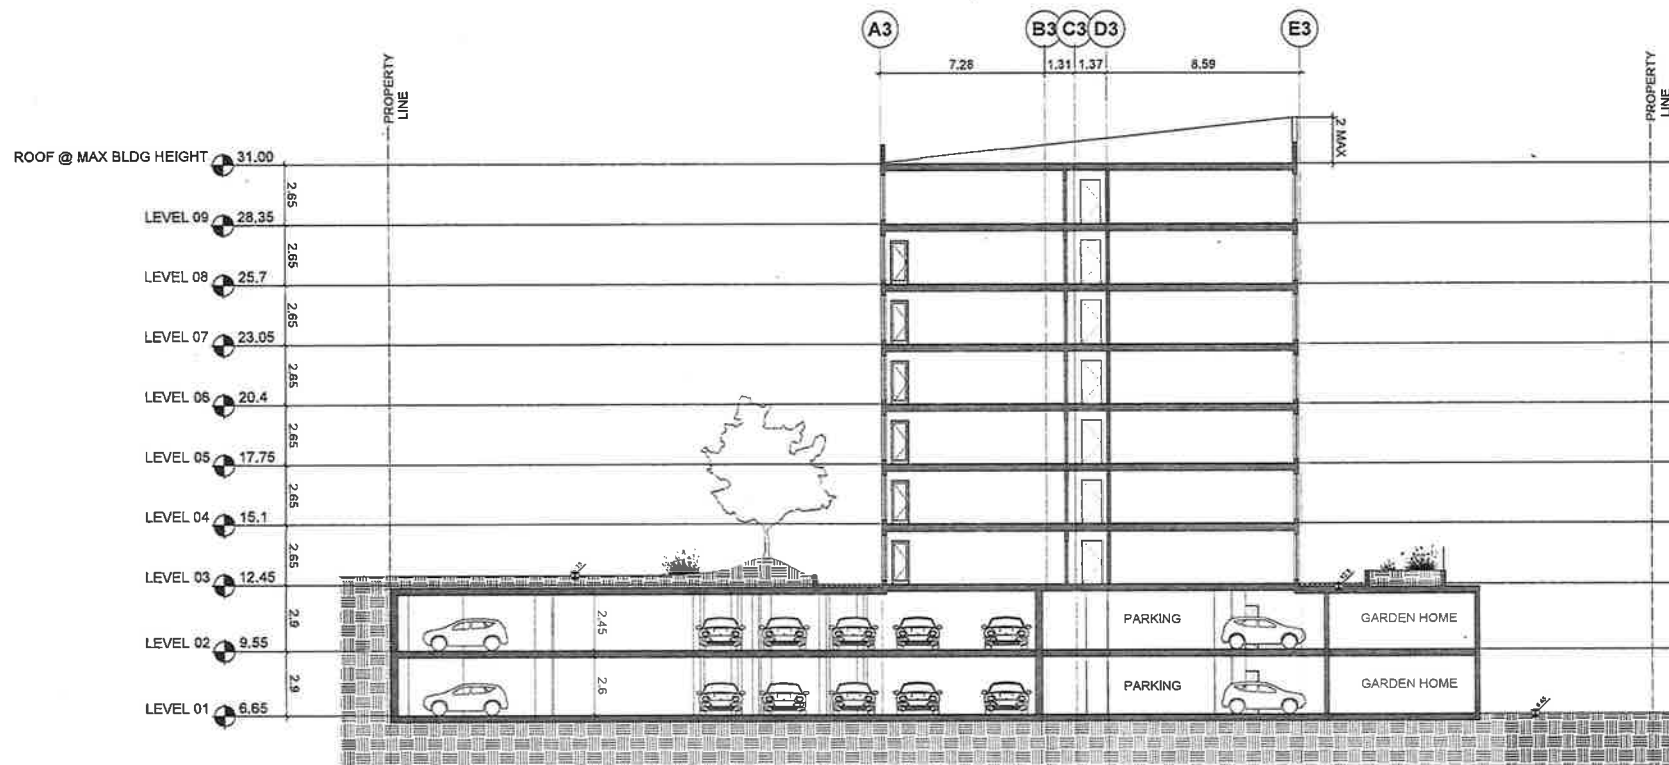 A3
B3
C3
D3
E3
7.28
1.31
1.37
8.59
PROPERTY
LINE
PROPERTY
LINE
2 MAX
ROOF @ MAX BLDG HEIGHT
31.00
2.65
LEVEL 09
28.35
2.65
LEVEL 08
25.7
2.65
LEVEL 07
23.05
2.65
LEVEL 06
20.4
2.65
LEVEL 05
17.75
2.65
LEVEL 04
15.1
2.65
LEVEL 03
12.45
2.9
2.45
PARKING
GARDEN HOME
LEVEL 02
9.55
2.9
2.6
PARKING
GARDEN HOME
LEVEL 01
6.65